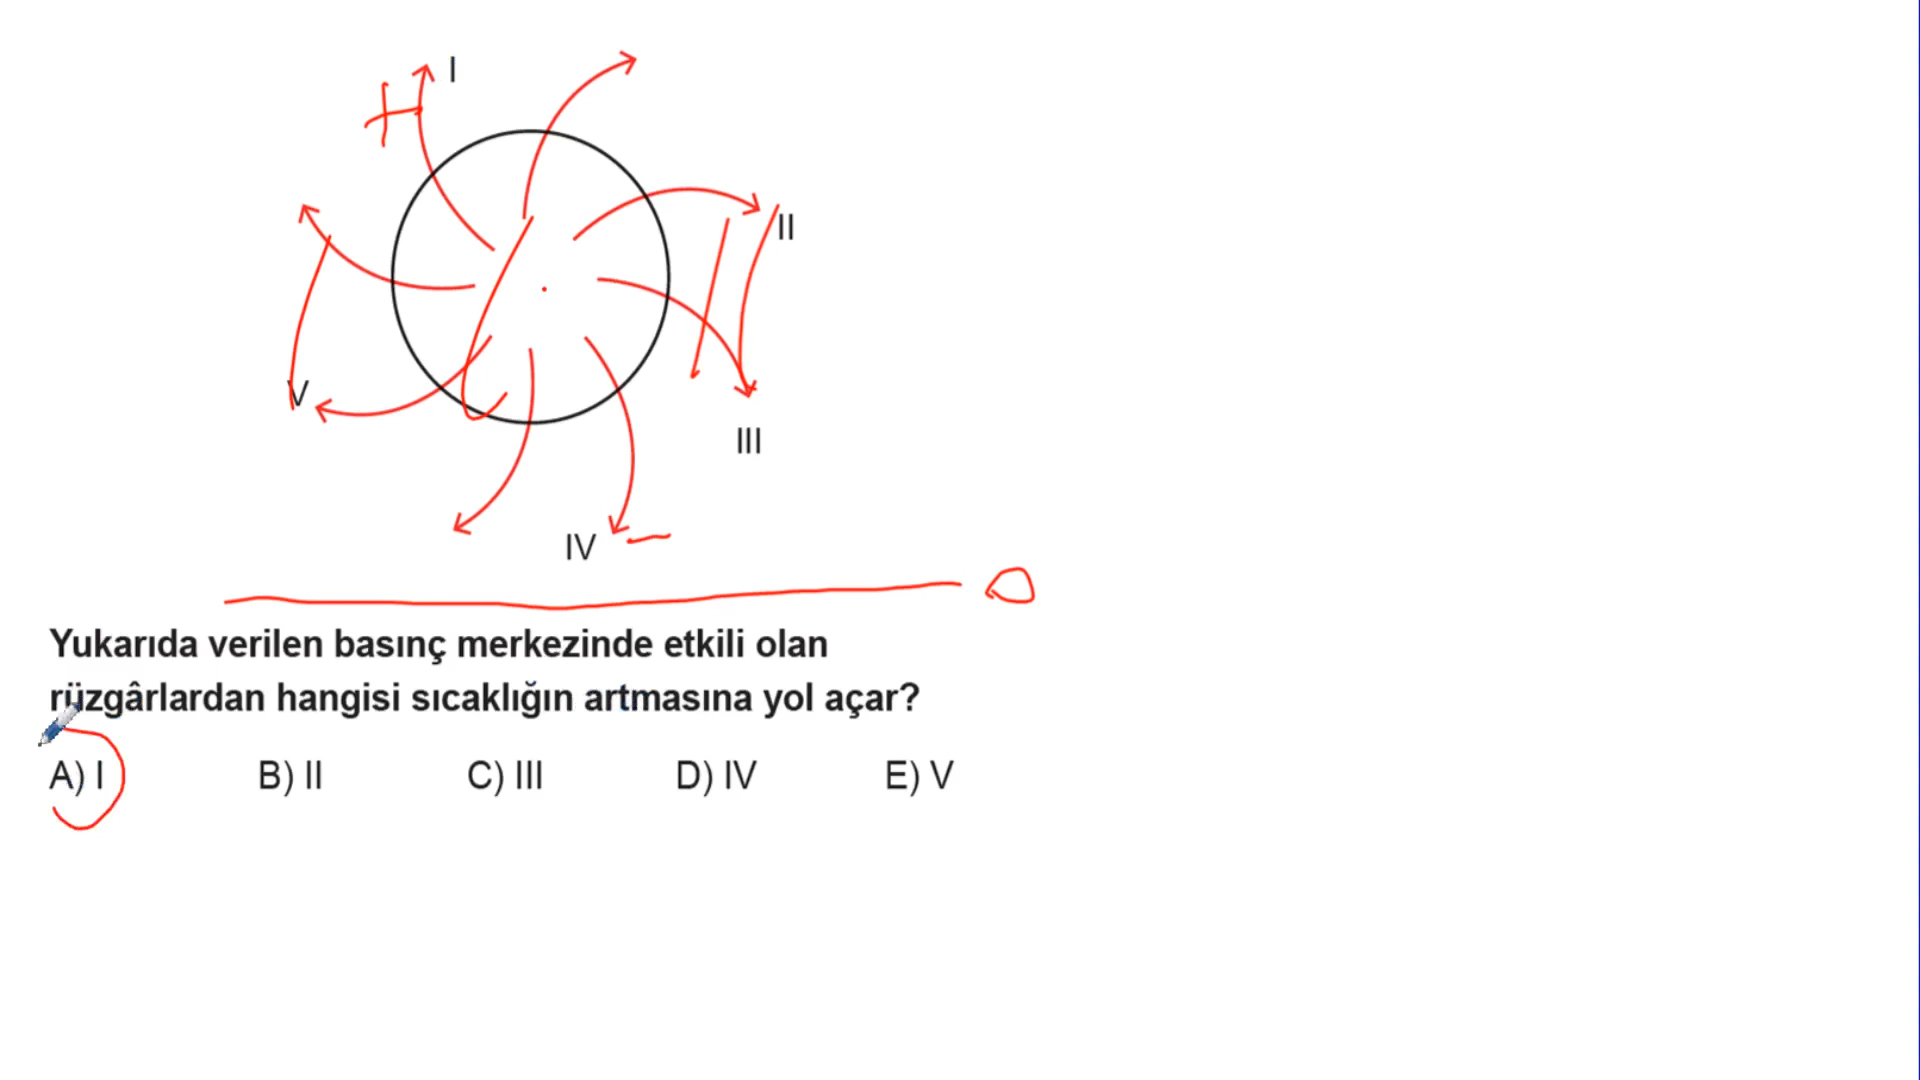 I
II
V
III
IV
Yukarıda verilen basınç merkezinde etkili olan
rüzgârlardan hangisi sıcaklığın artmasına yol açar?
A) I B) II C) III D) IV E) V